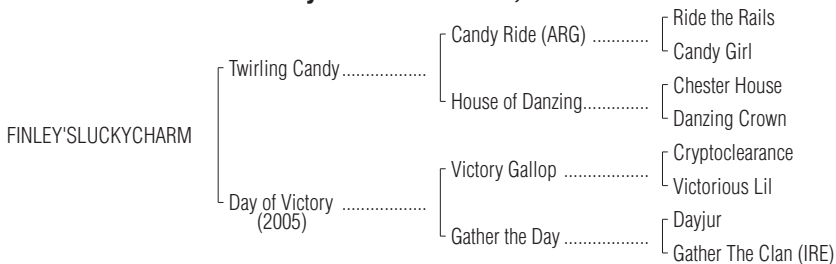 Ride the Rails
Candy Ride (ARG) ............
Candy Girl
Twirling Candy..................
Chester House
House of Danzing..............
Danzing Crown
FINLEY'SLUCKYCHARM
Cryptoclearance
Victory Gallop ..................
Victorious Lil
Day of Victory ..................
(2005)
Dayjur
Gather the Day ..................
Gather The Clan (IRE)